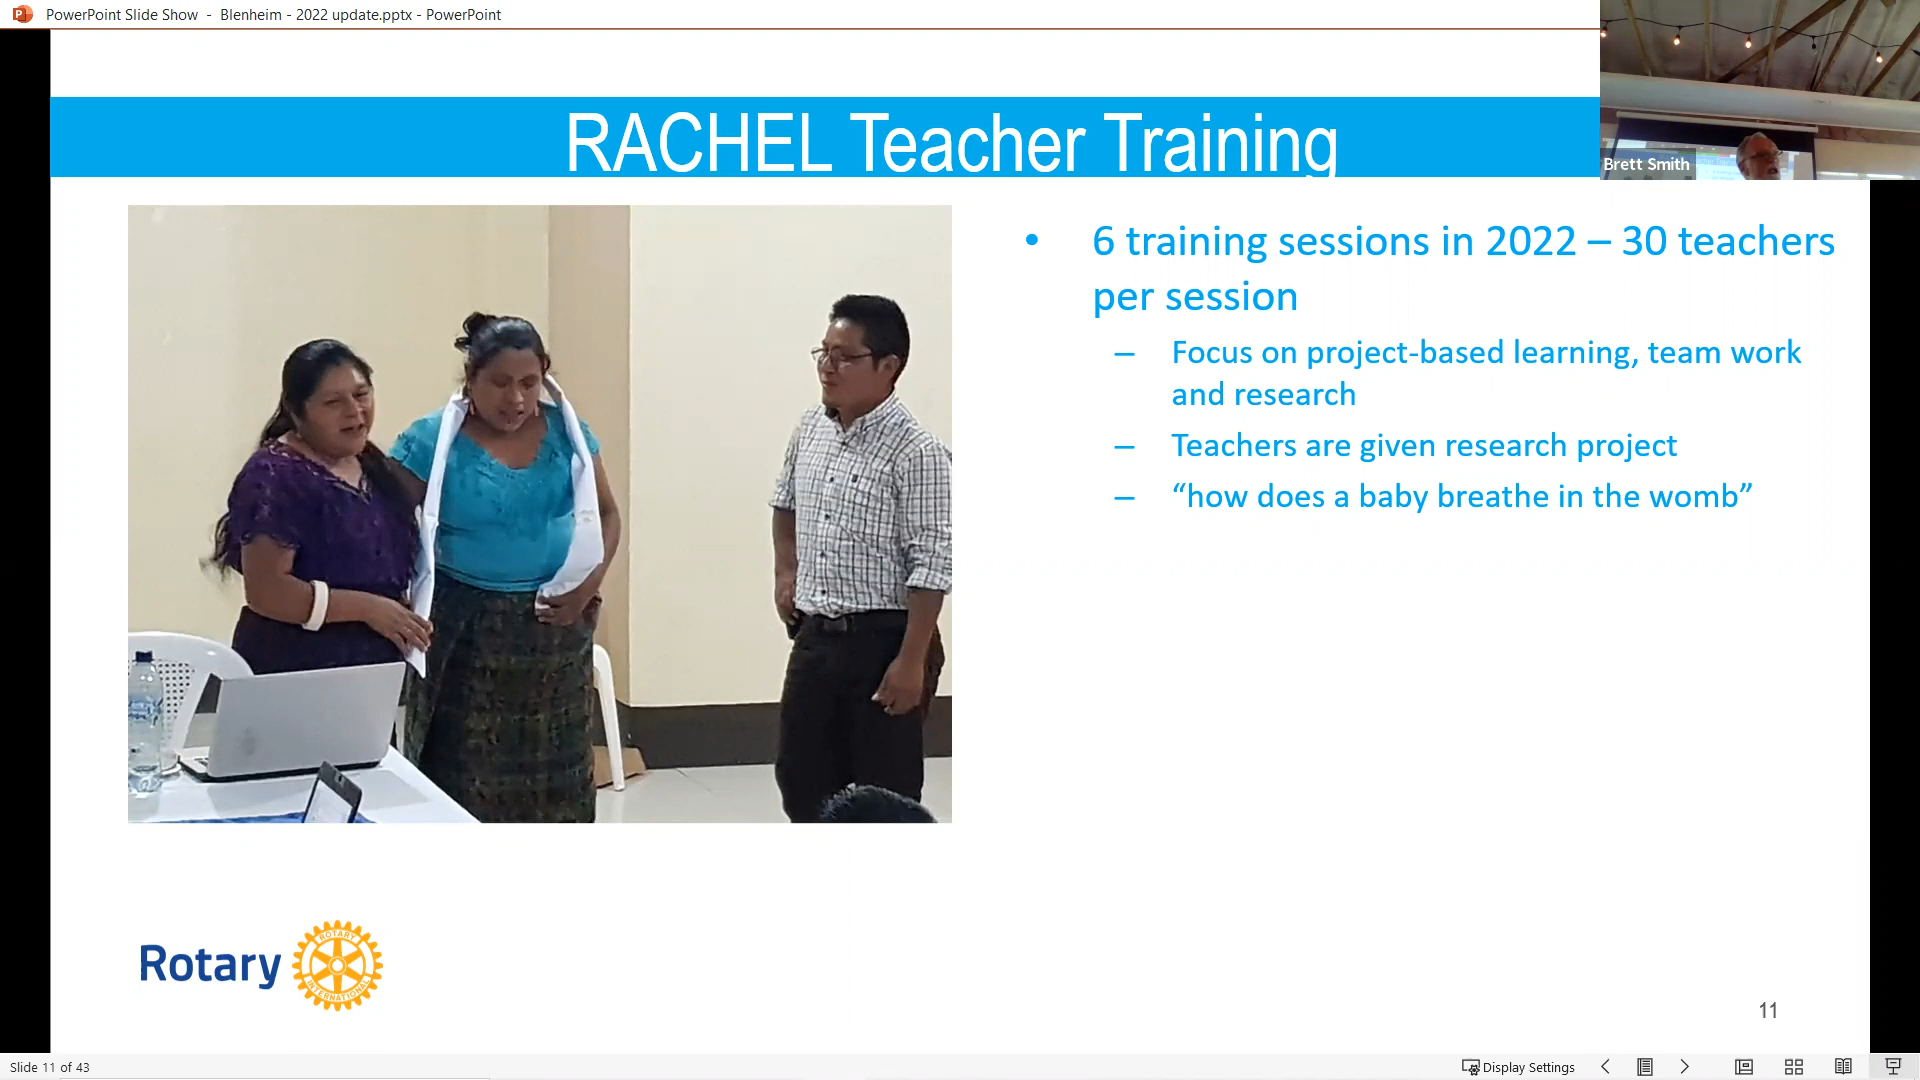 PowerPoint Slide Show  -  Blenheim - 2022 update.pptx - PowerPoint
RACHEL Teacher Training
Brett Smith
• 6 training sessions in 2022 – 30 teachers
per session
– Focus on project-based learning, team work
and research
– Teachers are given research project
– “how does a baby breathe in the womb”
Rotary
ROTARY
INTERNATIONAL
11
Slide 11 of 43
Display Settings